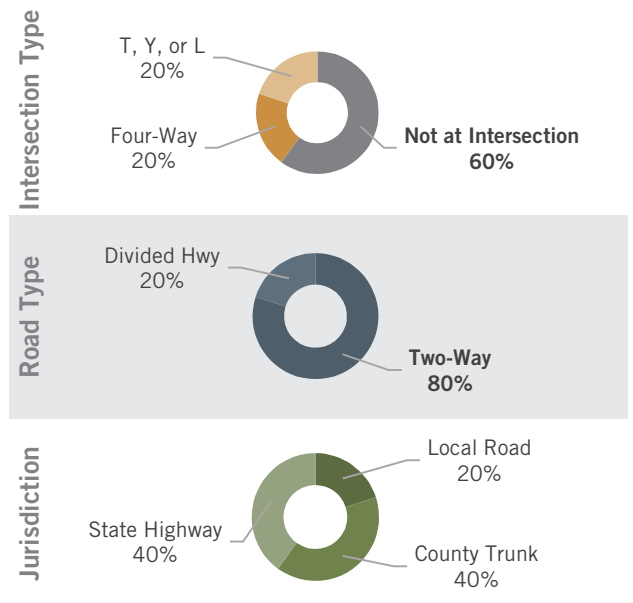 Intersection Type
T, Y, or L
20%
Four-Way
20%
Not at Intersection
60%
Road Type
Divided Hwy
20%
Two-Way
80%
Jurisdiction
Local Road
20%
State Highway
40%
County Trunk
40%